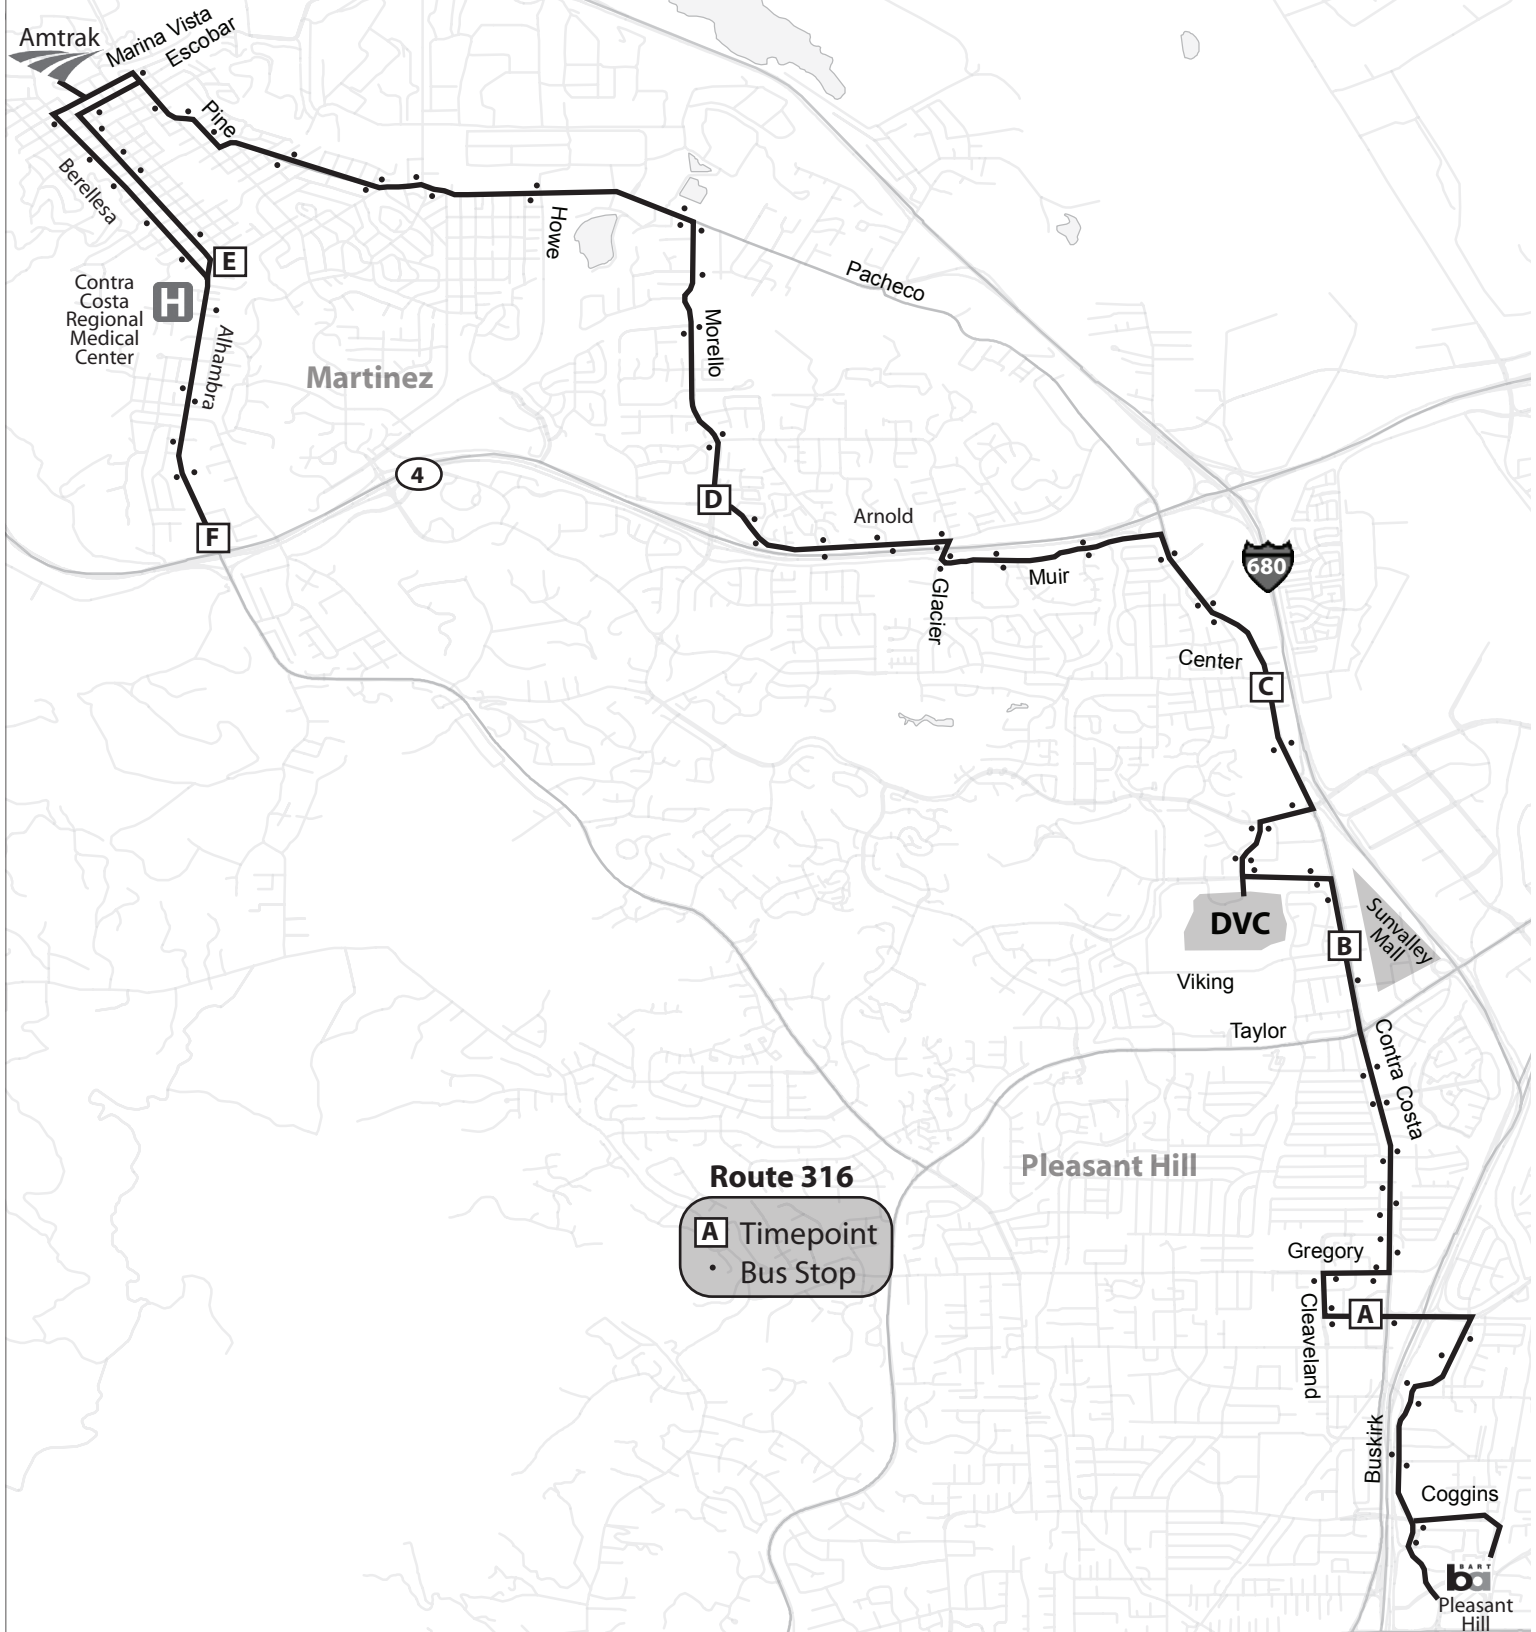 Amtrak
Marina Vista
Escobar
Pine
Berellesa
Howe
E
Contra
Costa
Regional
Medical
Center
H
Alhambra
Pacheco
Morello
Martinez
4
D
F
Arnold
680
Muir
Glacier
Center
C
DVC
Sunvalley
Mall
B
Viking
Taylor
Contra Costa
Pleasant Hill
Route 316
A Timepoint
Bus Stop
Gregory
Cleaveland
A
Buskirk
Coggins
BART
ba
Pleasant
Hill